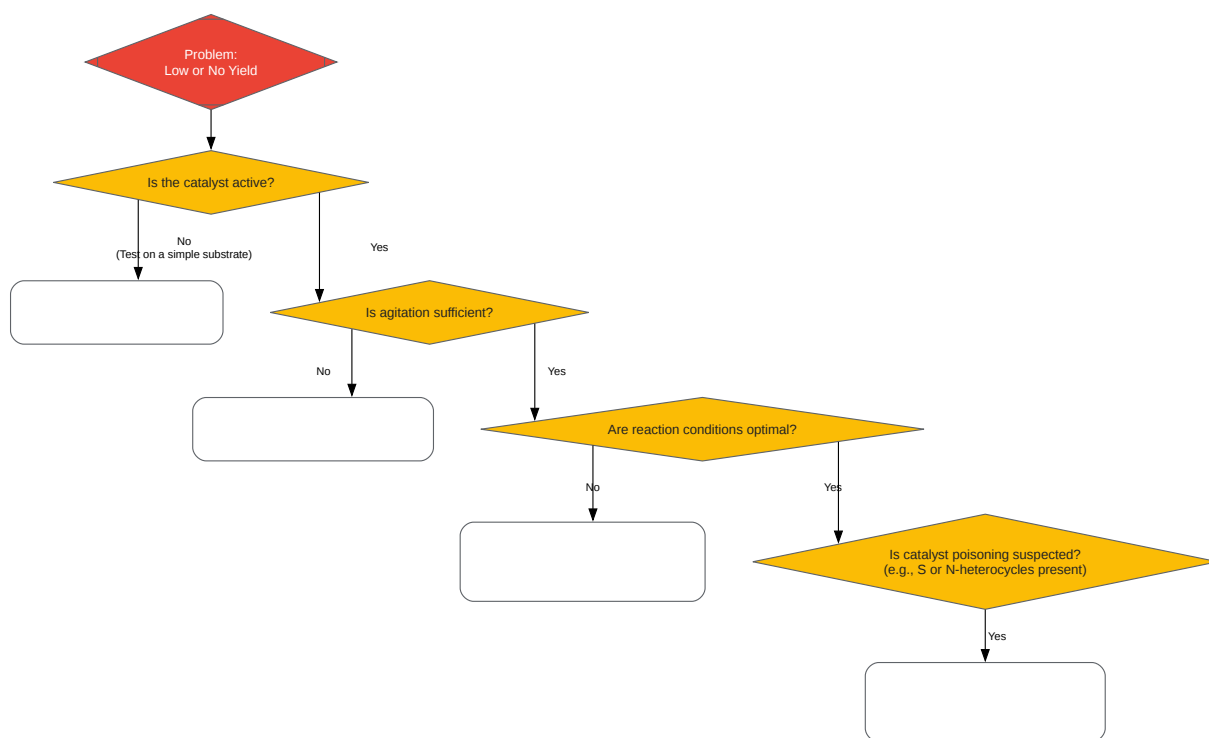 Problem:
Low or No Yield
Is the catalyst active?
No
(Test on a simple substrate)
Yes
Is agitation sufficient?
No
Yes
Are reaction conditions optimal?
No
Yes
Is catalyst poisoning suspected?
(e.g., S or N-heterocycles present)
Yes